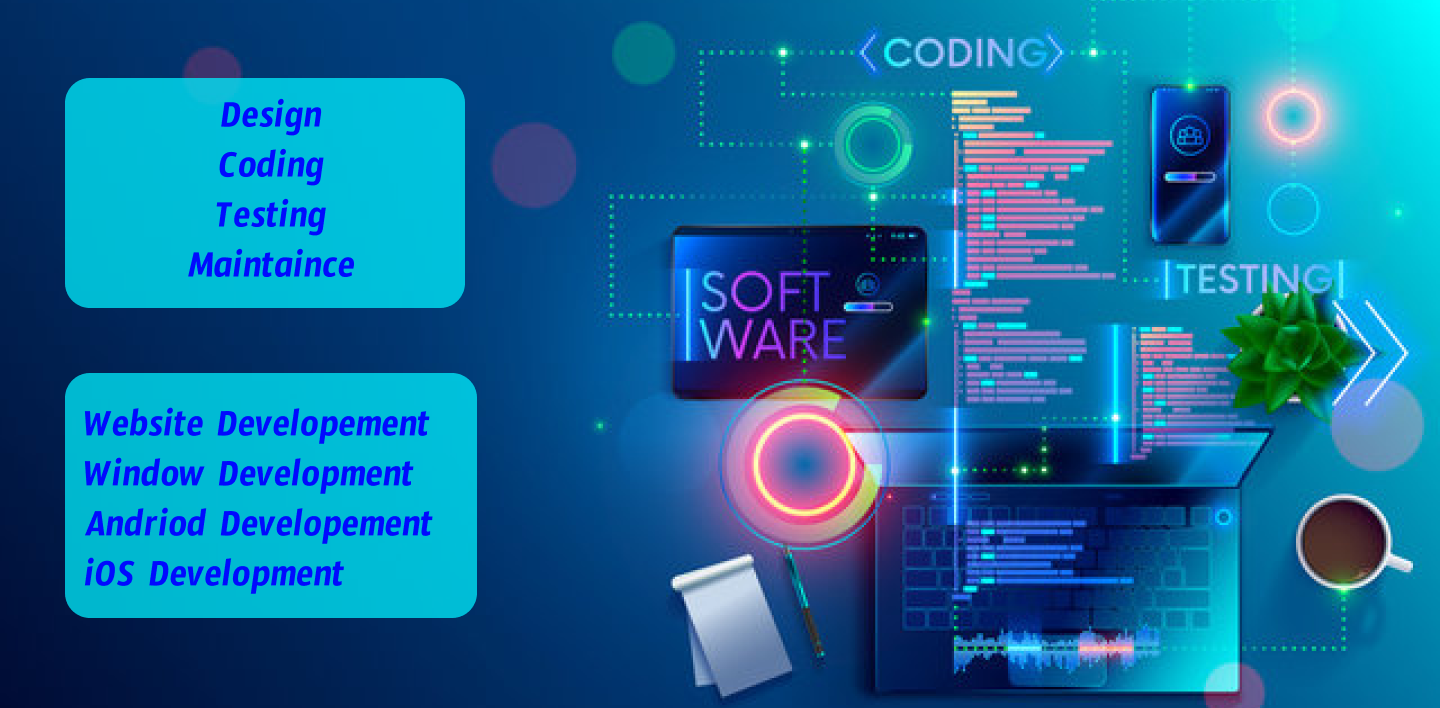 Design
Coding
Testing
Maintaince
Website Developement
Window Development
Andriod Developement
iOS Development
CODING
SOFT
WARE
TESTING